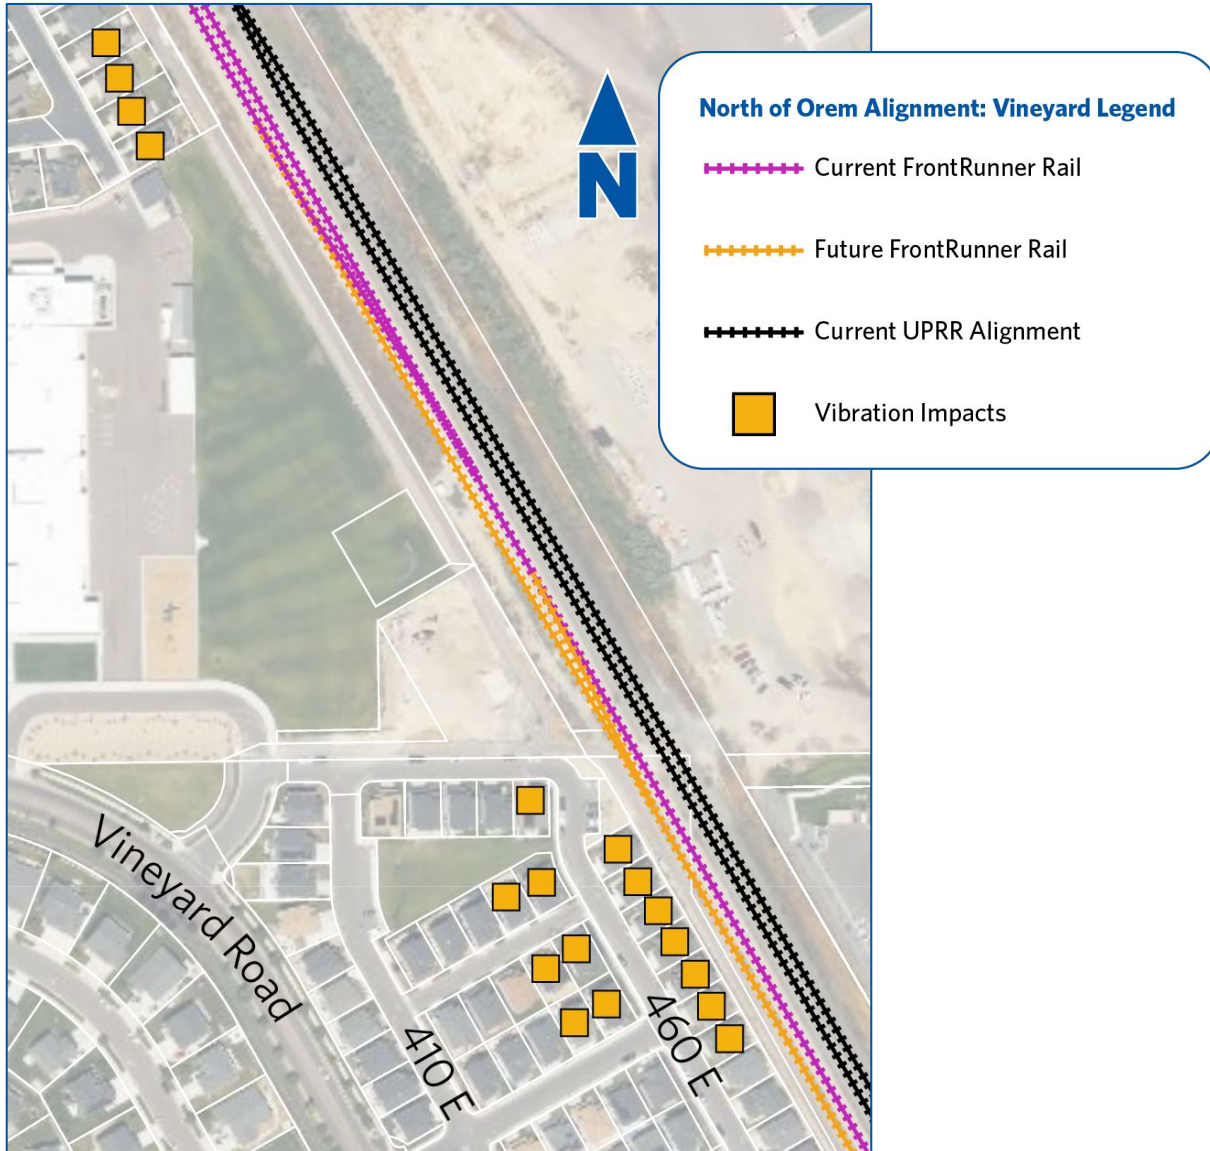 N
North of Orem Alignment: Vineyard Legend
Current FrontRunner Rail
Future FrontRunner Rail
Current UPRR Alignment
Vibration Impacts
Vineyard Road
410 E
460 E